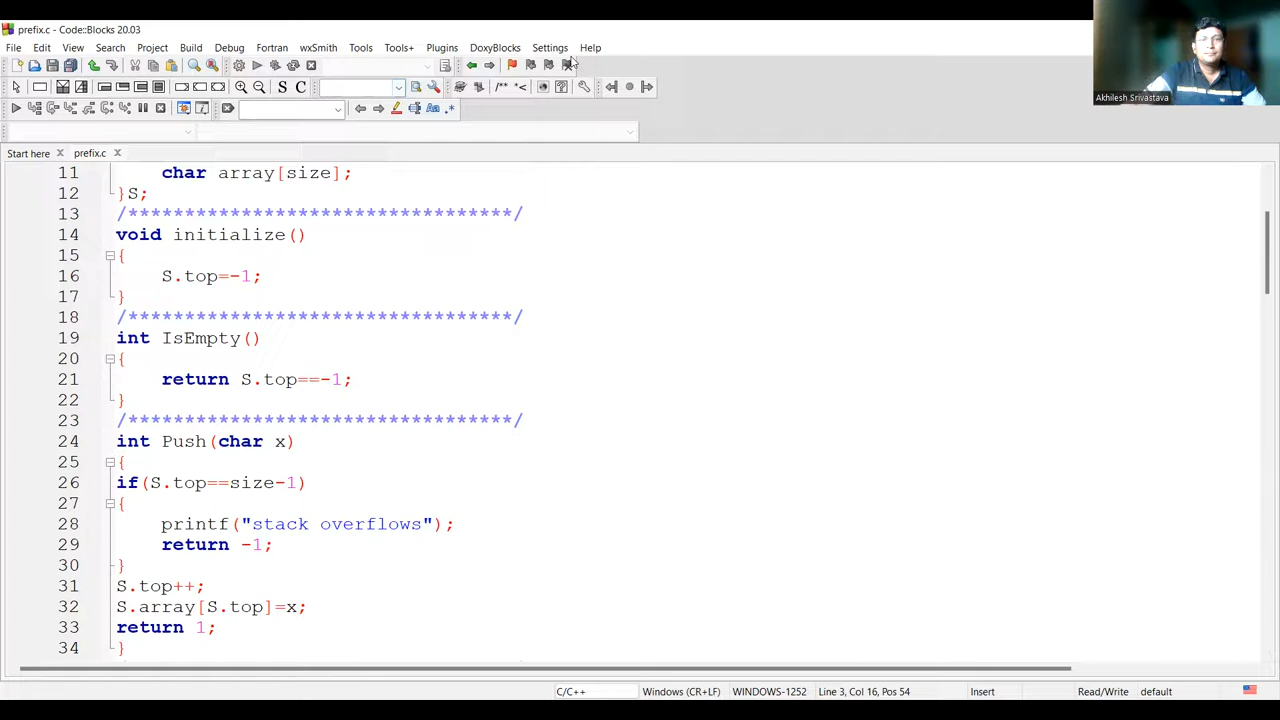 prefix.c - Code::Blocks 20.03
File Edit View Search Project Build Debug Fortran wxSmith Tools Tools+ Plugins DoxyBlocks Settings Help
S C /** *<
Aa .*
Start here prefix.c
11 char array[size];
12 }S;
13 /**********************************/
14 void initialize()
15 {
16 S.top=-1;
17 }
18 /**********************************/
19 int IsEmpty()
20 {
21 return S.top==-1;
22 }
23 /**********************************/
24 int Push(char x)
25 {
26 if(S.top==size-1)
27 {
28 printf("stack overflows");
29 return -1;
30 }
31 S.top++;
32 S.array[S.top]=x;
33 return 1;
34 }
C/C++ Windows (CR+LF) WINDOWS-1252 Line 3, Col 16, Pos 54 Insert Read/Write default
Akhilesh Srivastava